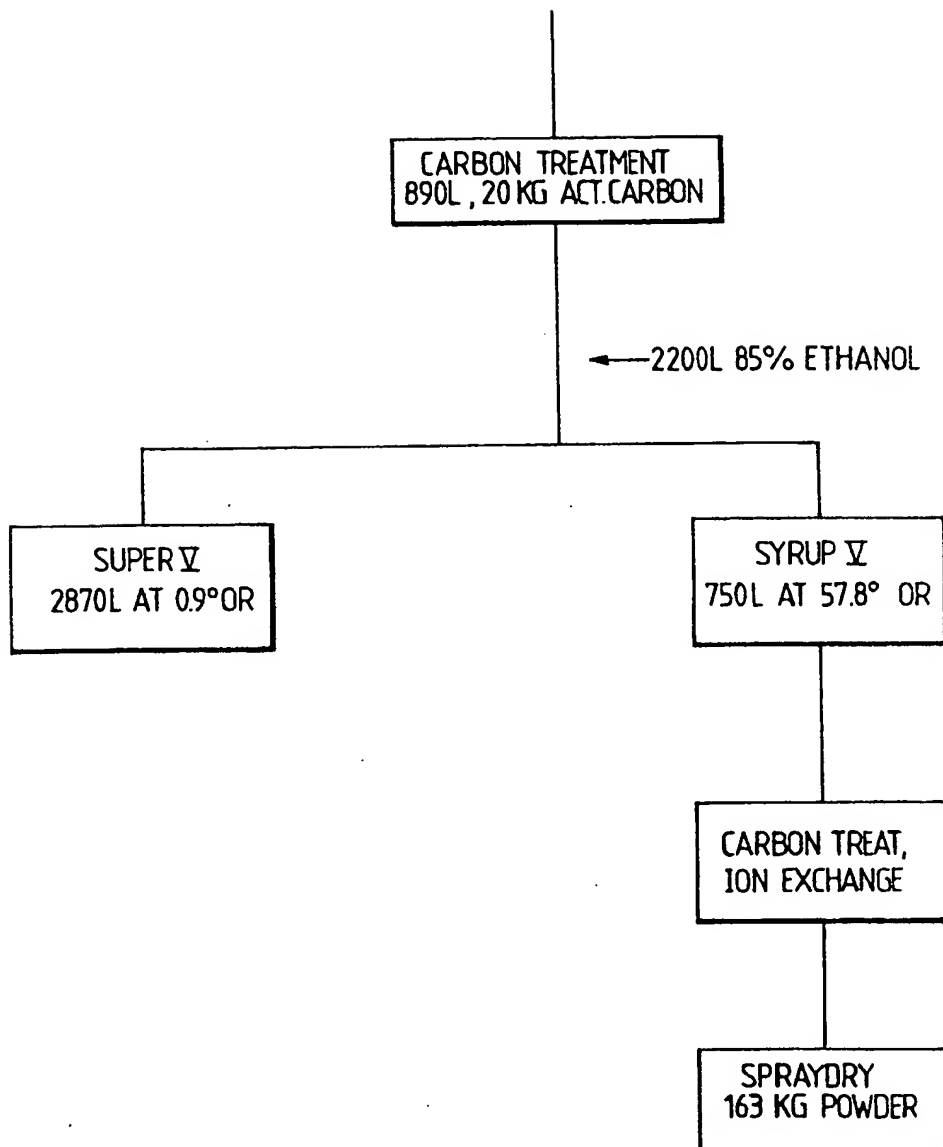 CARBON TREATMENT
890L, 20 KG ACT.CARBON
2200L 85% ETHANOL
SUPER V
2870L AT 0.9° OR
SYRUP V
750L AT 57.8° OR
CARBON TREAT,
ION EXCHANGE
SPRAYDRY
163 KG POWDER